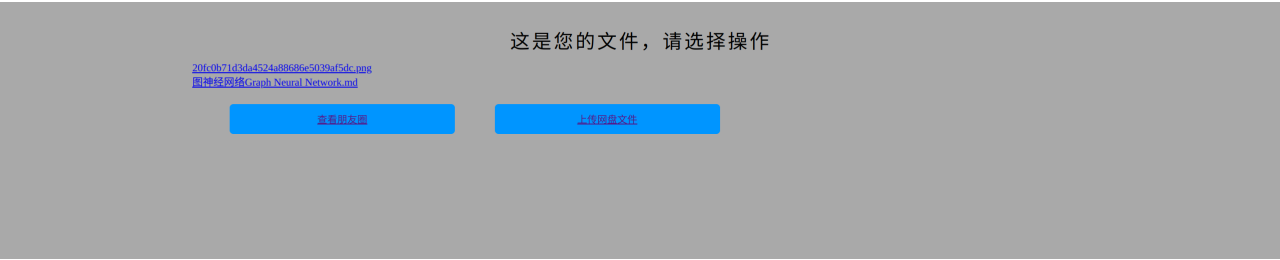 这是您的文件，请选择操作
20fc0b71d3da4524a88686e5039af5dc.png
图神经网络Graph Neural Network.md
查看朋友圈
上传网盘文件